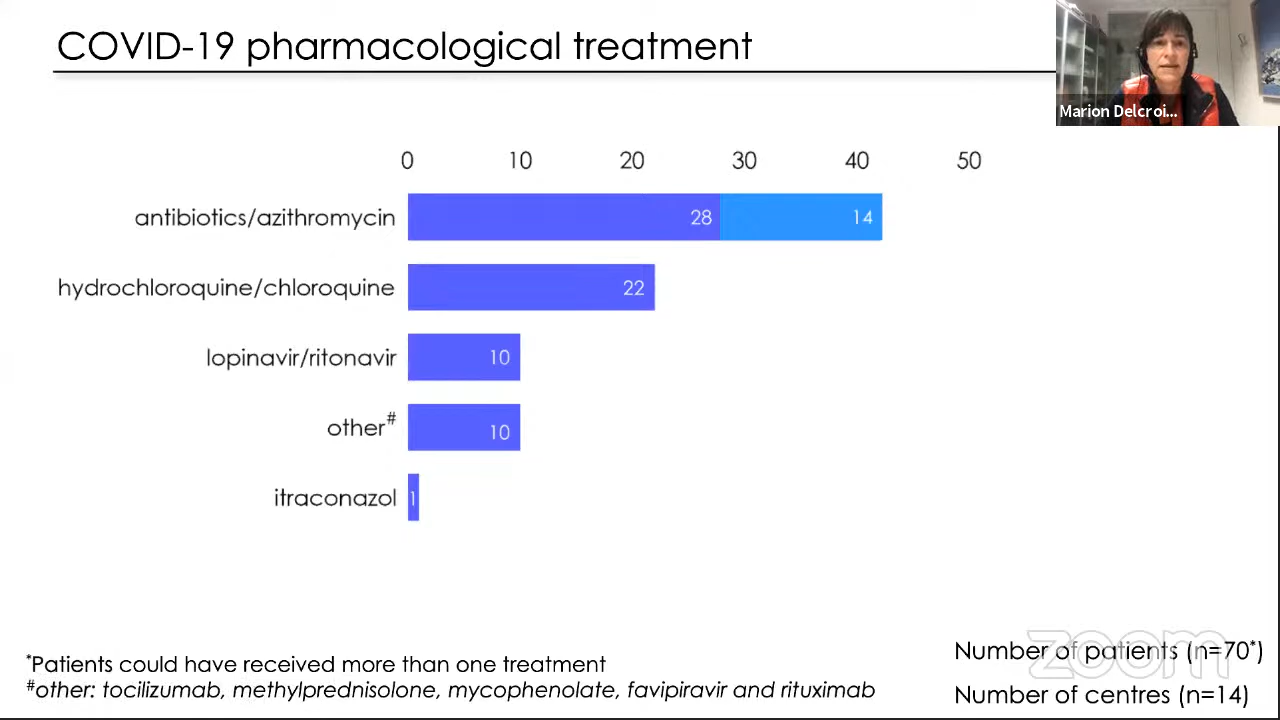 COVID-19 pharmacological treatment
Marion Delcroi...
0 10 20 30 40 50
antibiotics/azithromycin 28 14
hydrochloroquine/chloroquine 22
lopinavir/ritonavir 10
other# 10
itraconazol 1
*Patients could have received more than one treatment
#other: tocilizumab, methylprednisolone, mycophenolate, favipiravir and rituximab
Number of patients (n=70*)
Number of centres (n=14)
zoom